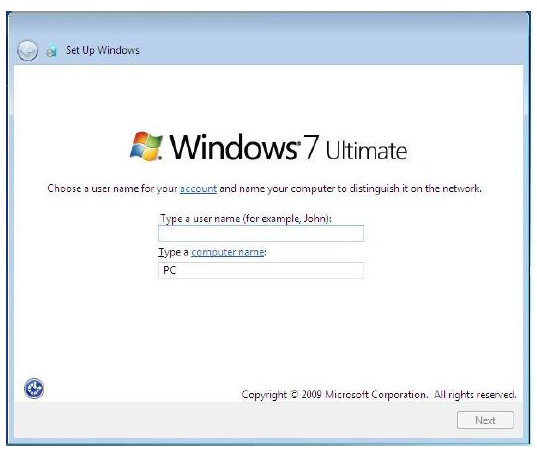 Set Up Windows
Windows® 7 Ultimate
Choose a user name for your account and name your computer to distinguish it on the network.
Type a user name (for example, John):
Type a computer name:
PC
Copyright © 2009 Microsoft Corporation. All rights reserved.
Next